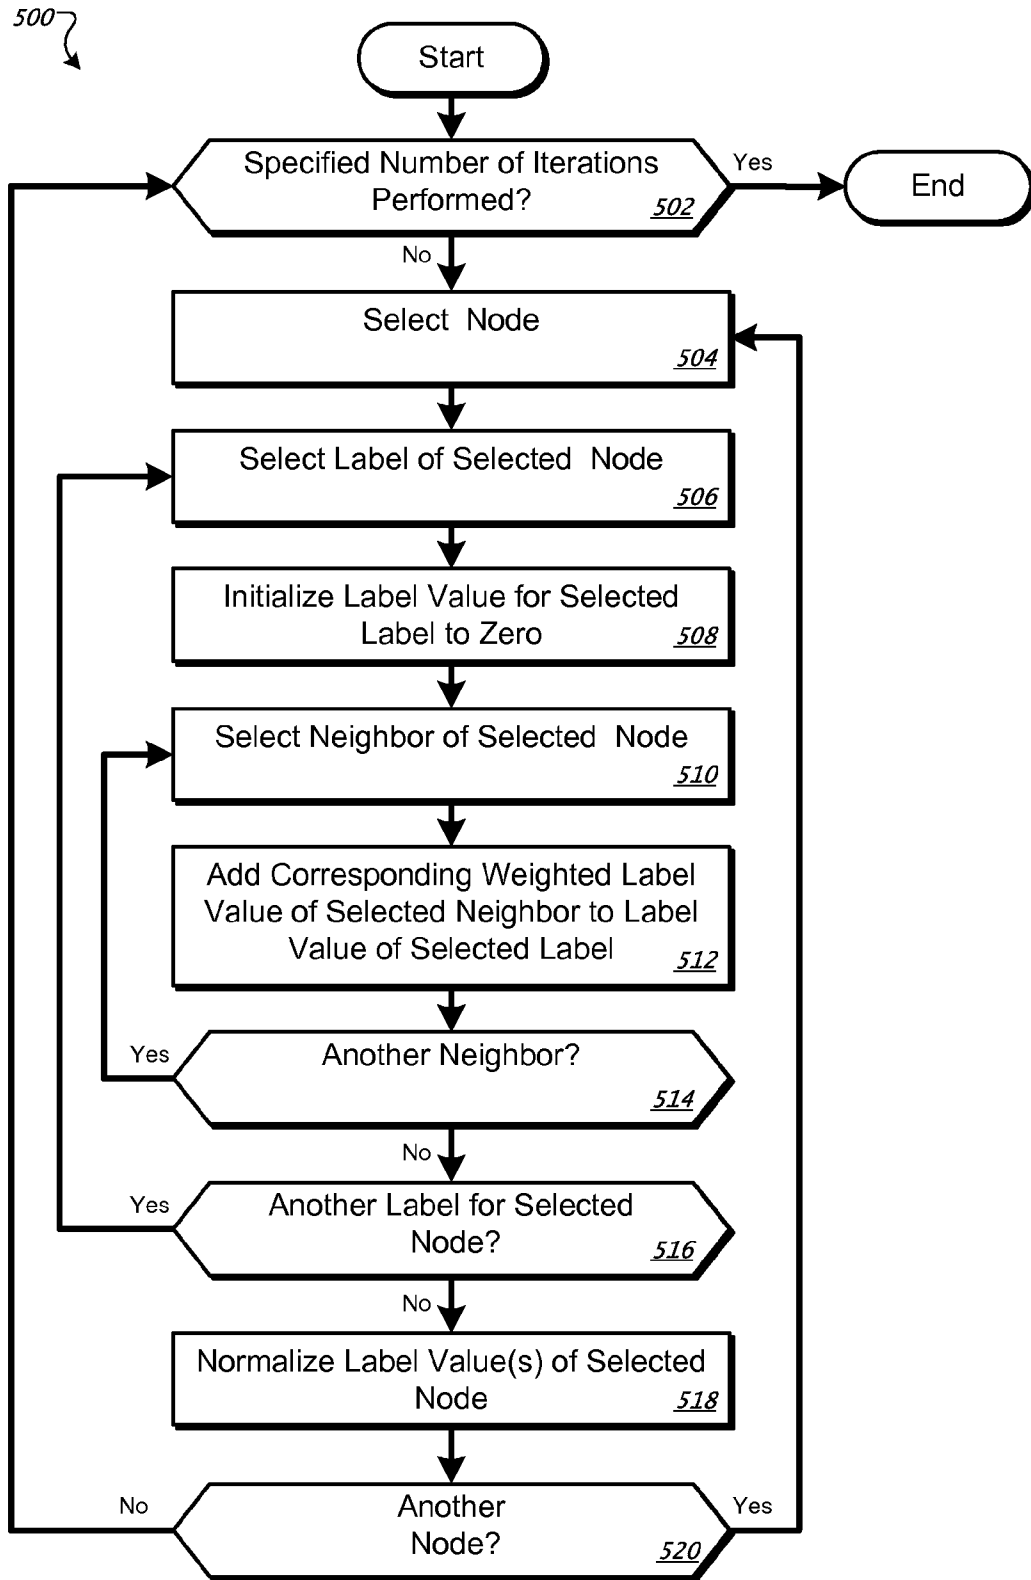 500
Start
Specified Number of Iterations
Performed?
502
Yes
End
No
Select Node
504
Select Label of Selected Node
506
Initialize Label Value for Selected
Label to Zero
508
Select Neighbor of Selected Node
510
Add Corresponding Weighted Label
Value of Selected Neighbor to Label
Value of Selected Label
512
Yes
Another Neighbor?
514
No
Yes
Another Label for Selected
Node?
516
No
Normalize Label Value(s) of Selected
Node
518
No
Another
Node?
520
Yes